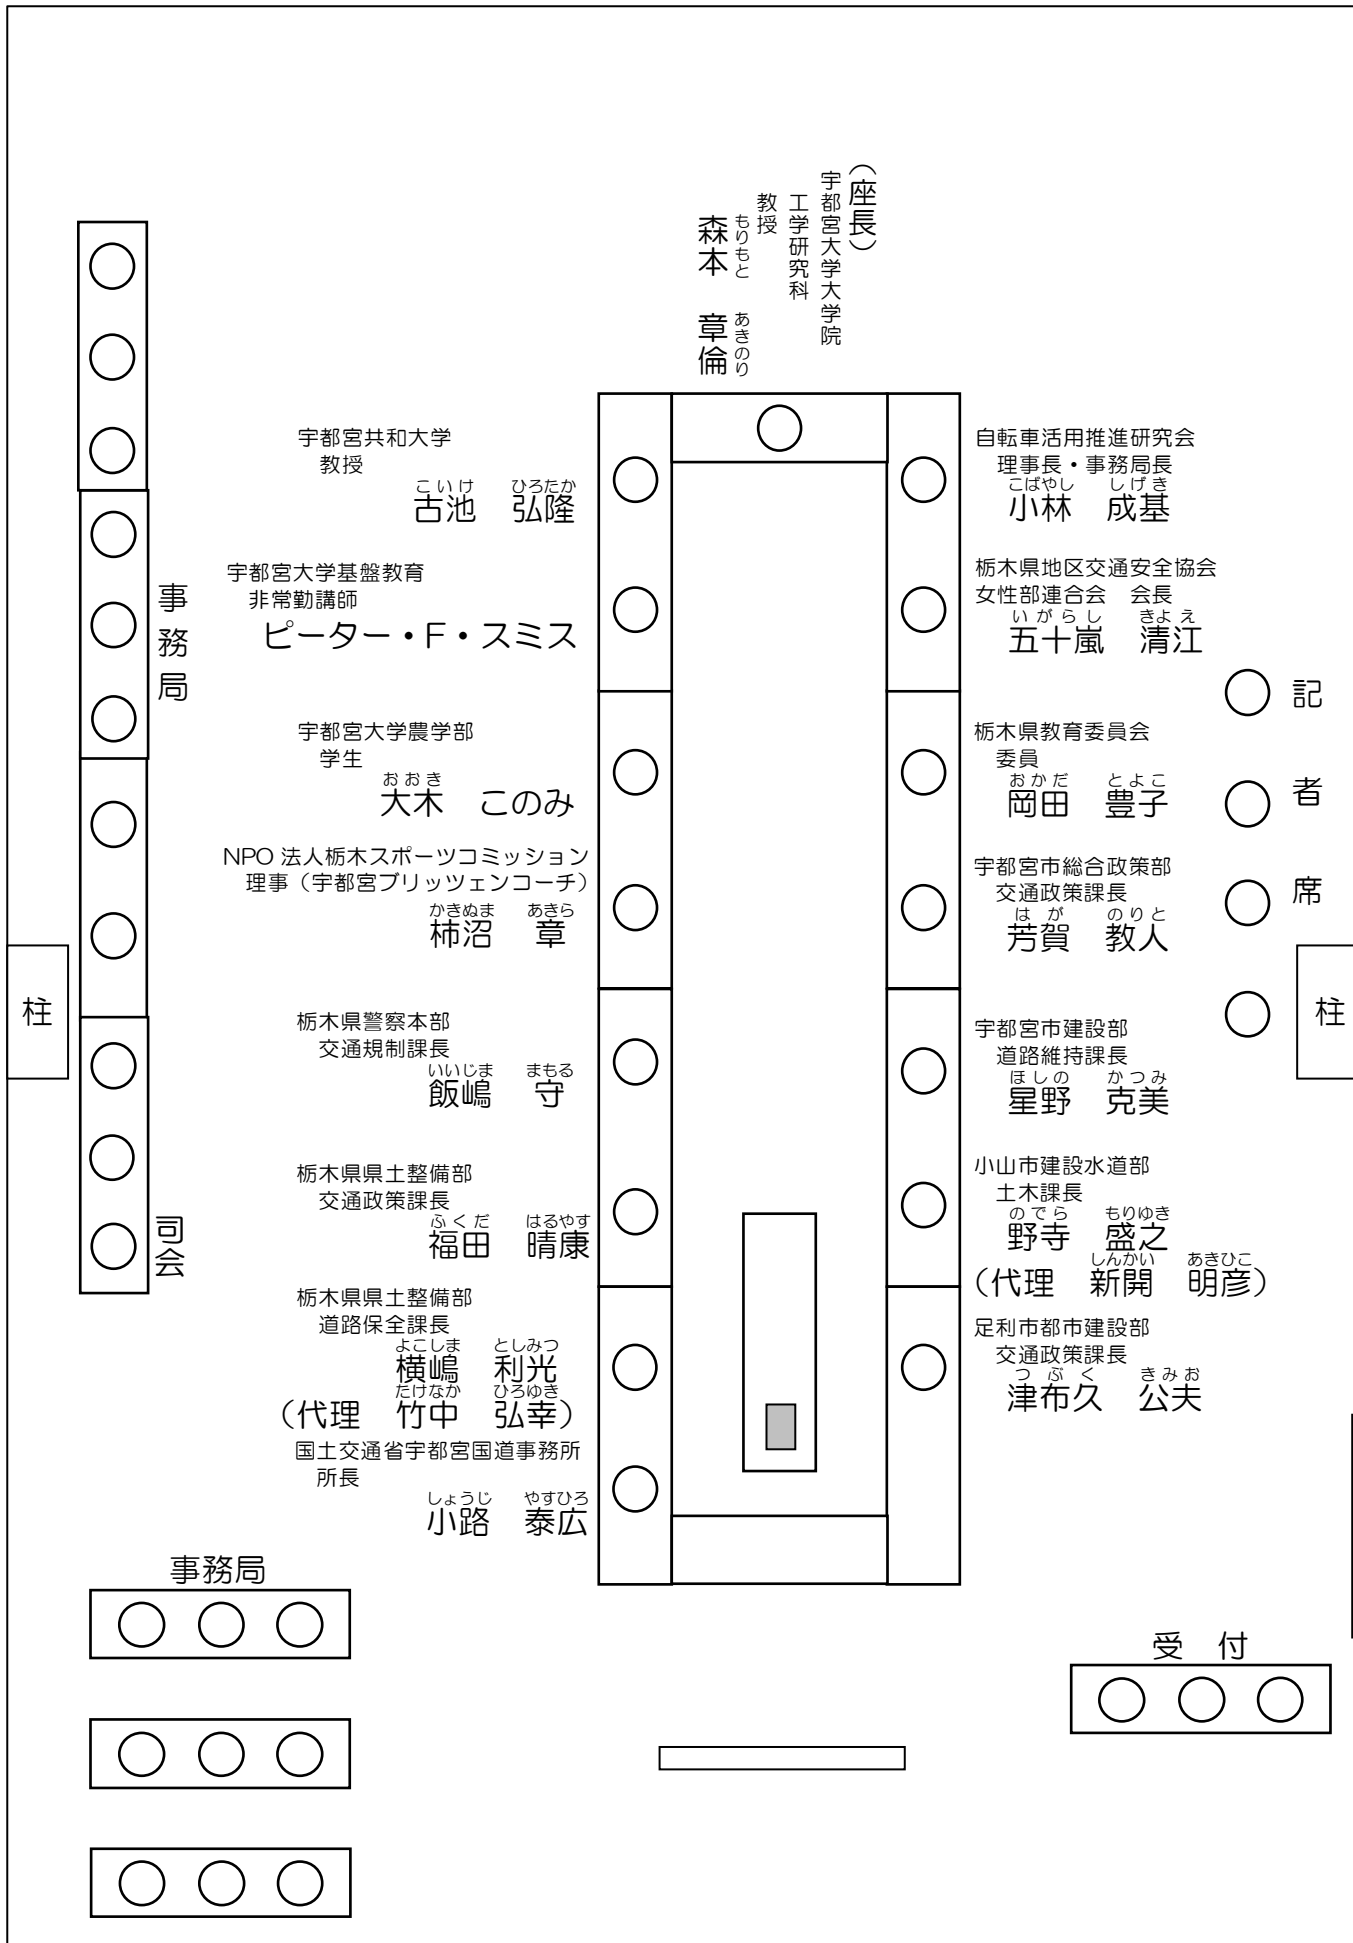 （座長）
宇都宮大学大学院
工学研究科
教授
もりもと　あきのり
森本　章倫
宇都宮共和大学
教授
こいけ　ひろたか
古池　弘隆
宇都宮大学基盤教育
非常勤講師
ピーター・F・スミス
宇都宮大学農学部
学生
おおき
大木　このみ
NPO 法人栃木スポーツコミッション
理事（宇都宮ブリッツェンコーチ）
かきぬま　あきら
柿沼　章
栃木県警察本部
交通規制課長
いいじま　まもる
飯嶋　守
栃木県県土整備部
交通政策課長
ふくだ　はるやす
福田　晴康
栃木県県土整備部
道路保全課長
よこしま　としみつ
横嶋　利光
たけなか　ひろゆき
（代理　竹中　弘幸）
国土交通省宇都宮国道事務所
所長
しょうじ　やすひろ
小路　泰広
自転車活用推進研究会
理事長・事務局長
こばやし　しげき
小林　成基
栃木県地区交通安全協会
女性部連合会　会長
いがらし　きよえ
五十嵐　清江
栃木県教育委員会
委員
おかだ　とよこ
岡田　豊子
宇都宮市総合政策部
交通政策課長
はが　のりと
芳賀　教人
宇都宮市建設部
道路維持課長
ほしの　かつみ
星野　克美
小山市建設水道部
土木課長
のでら　もりゆき
野寺　盛之
しんかい　あきひこ
（代理　新開　明彦）
足利市都市建設部
交通政策課長
つぶく　きみお
津布久　公夫
事務局
司会
柱
記者席
柱
事務局
受　付